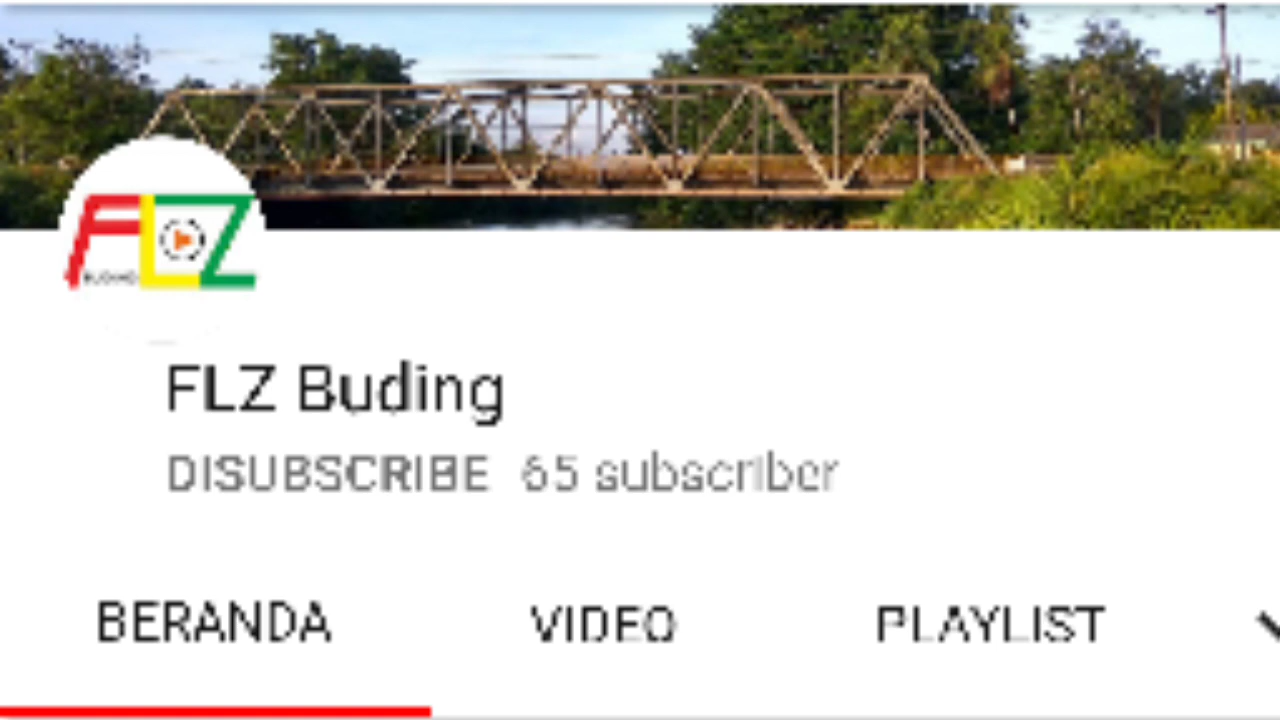 FLZ
FLZ Buding
DISUBSCRIBE 65 subscriber
BERANDA VIDEO PLAYLIST